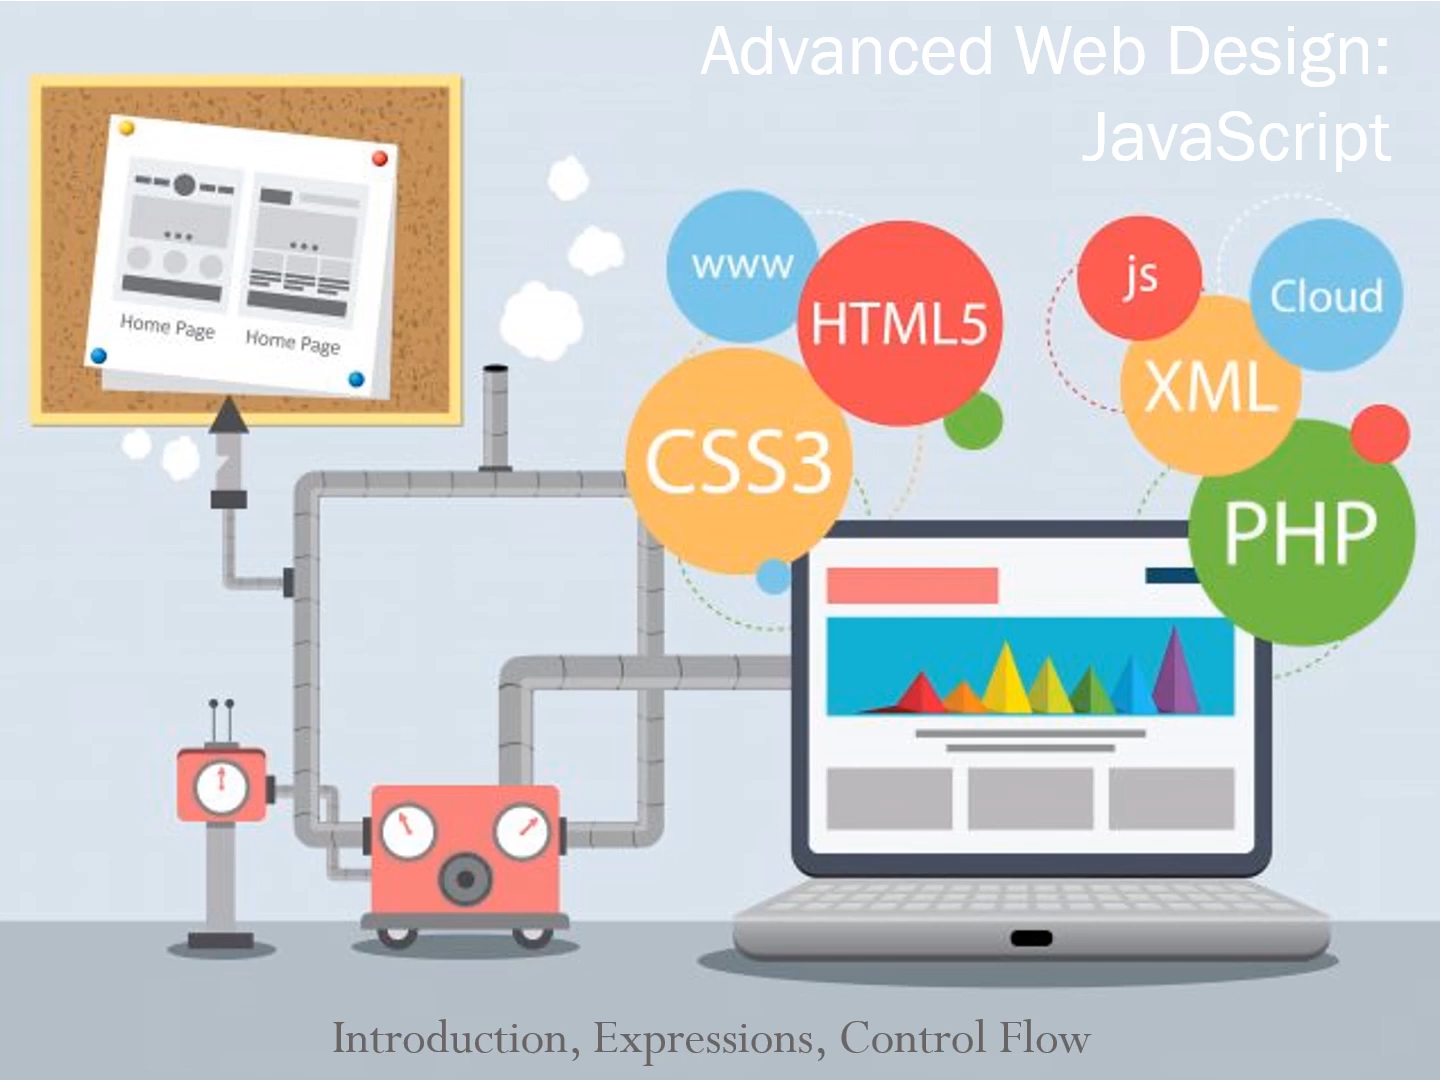 Advanced Web Design:
JavaScript
www
HTML5
js
Cloud
XML
CSS3
PHP
Home Page
Home Page
Introduction, Expressions, Control Flow